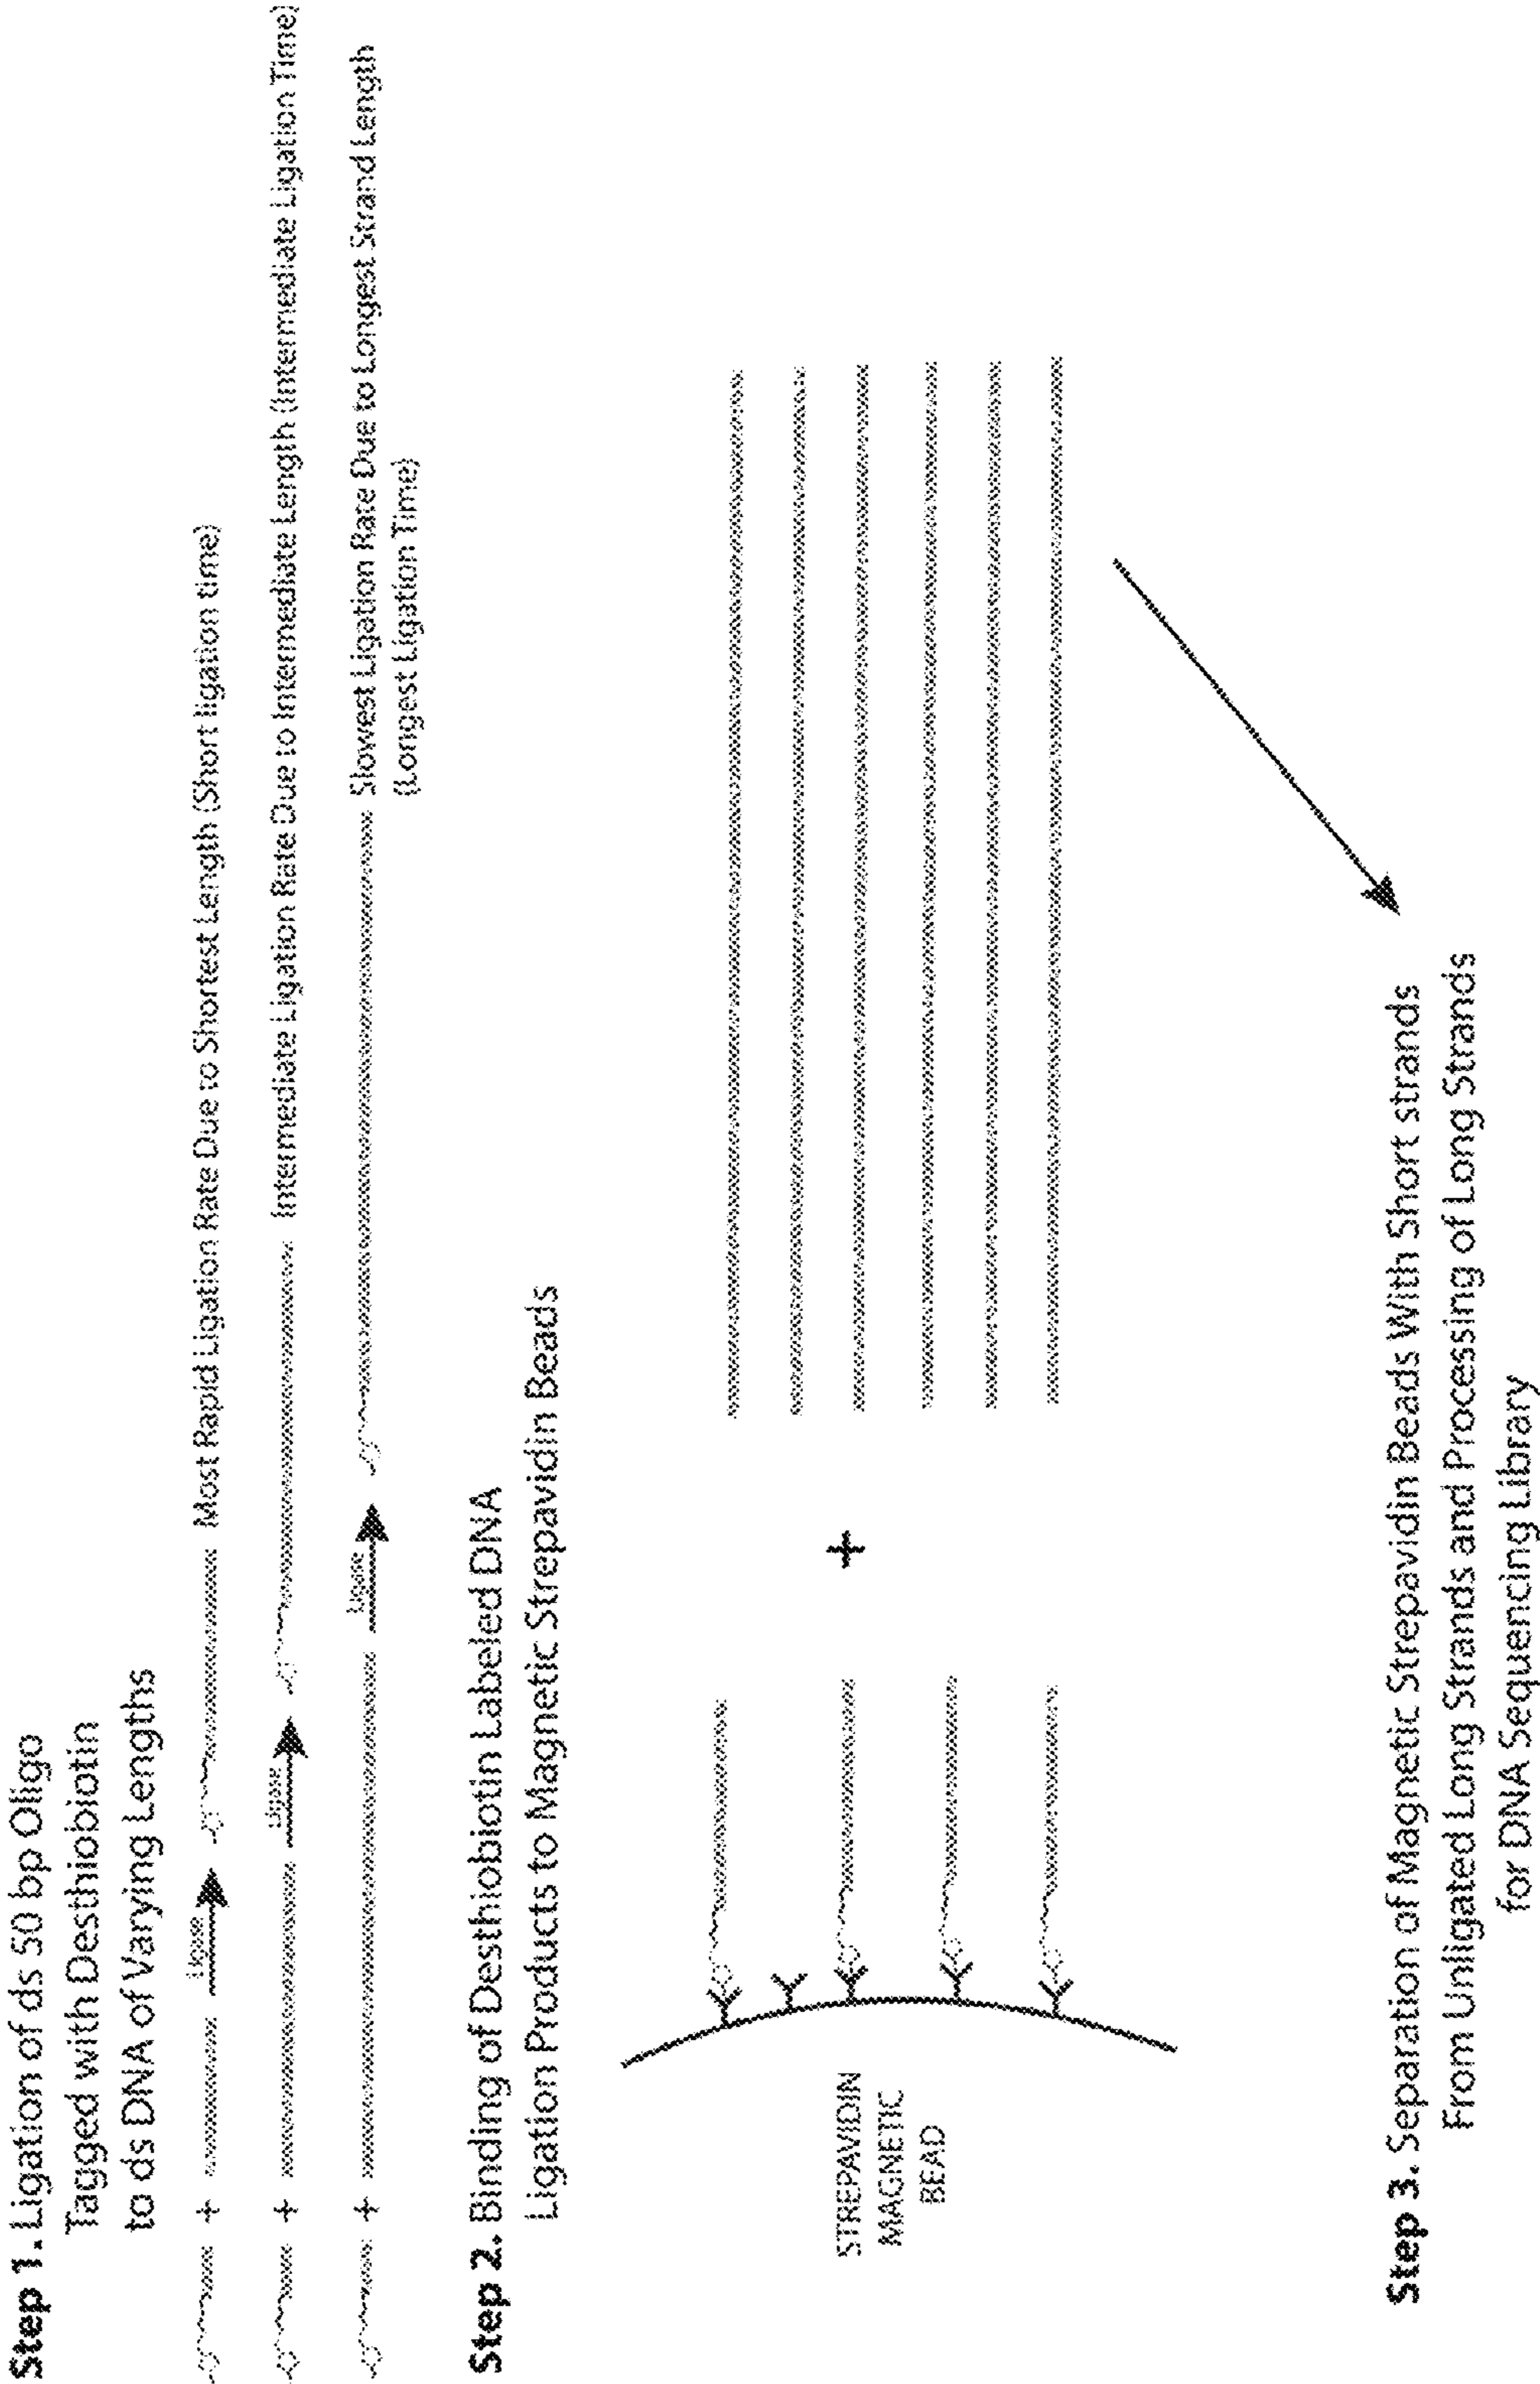 Step 1. Ligation of ds 50 bp Oligo
Tagged with Desthiobiotin
to ds DNA of Varying Lengths
+ Ligase Most Rapid Ligation Rate Due to Shortest Length (Short ligation time)
+ Ligase Intermediate Ligation Rate Due to Intermediate Length (Intermediate Ligation Time)
+ Ligase Slowest Ligation Rate Due to Longest Strand Length
(Longest Ligation Time)
Step 2. Binding of Desthiobiotin Labeled DNA
Ligation Products to Magnetic Strepavidin Beads
STREPAVIDIN
MAGNETIC
BEAD
+
Step 3. Separation of Magnetic Strepavidin Beads With Short strands
From Unligated Long Strands and Processing of Long Strands
for DNA Sequencing Library